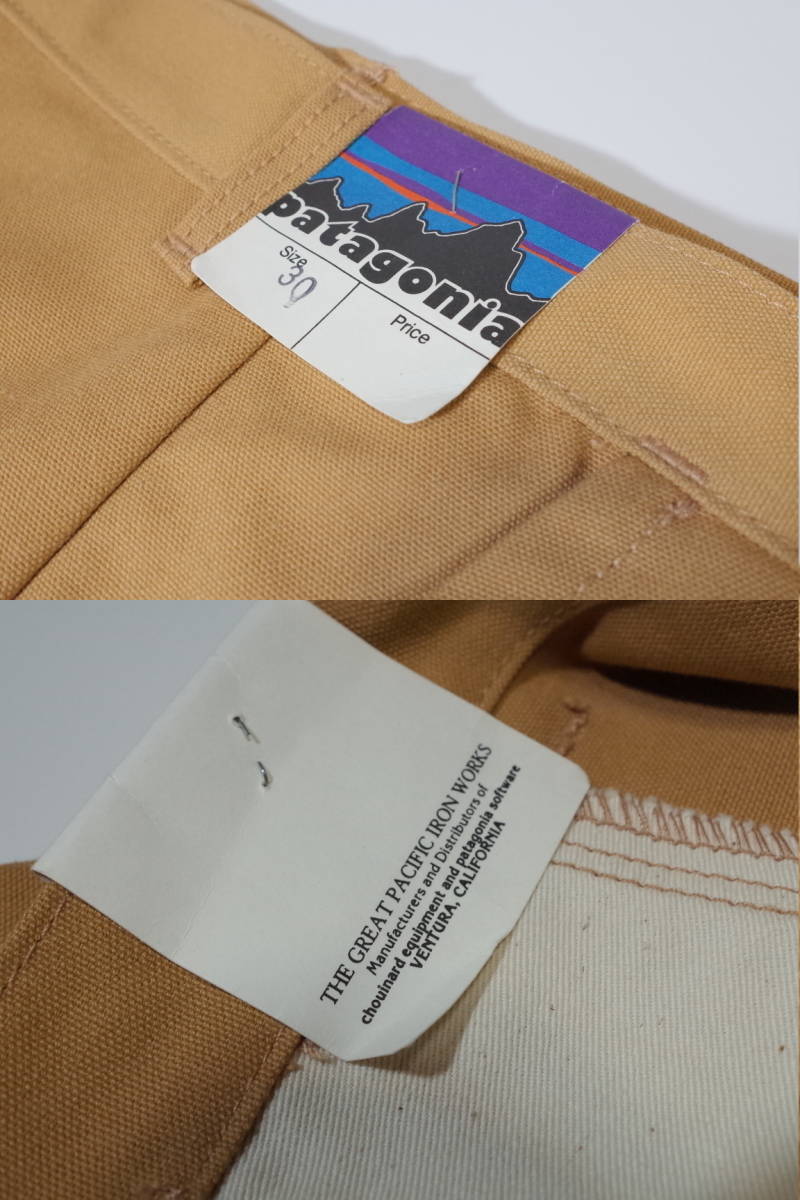 patagonia
Size
30
Price
THE GREAT PACIFIC IRON WORKS
Manufacturers and Distributors of
chouinard equipment and patagonia software
VENTURA, CALIFORNIA